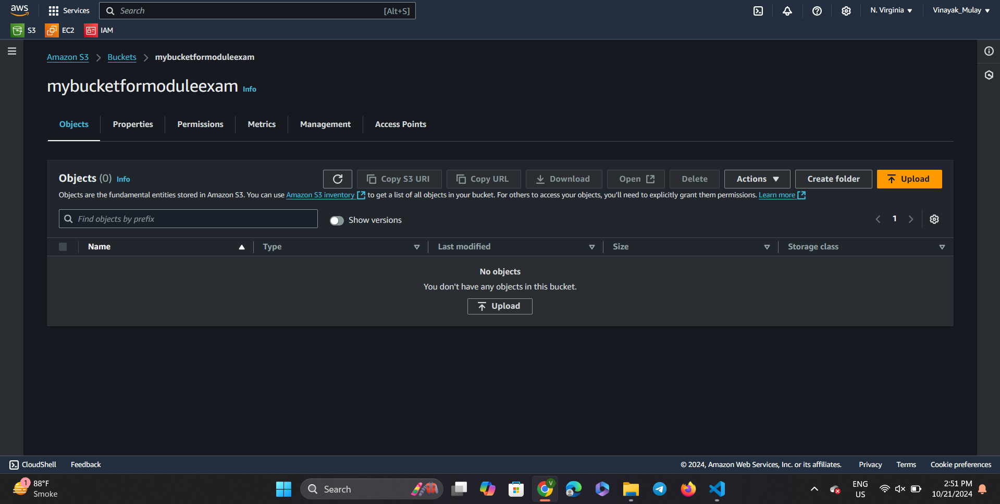 aws Services Search [Alt+S] N. Virginia Vinayak_Mulay
S3 EC2 IAM
Amazon S3 Buckets mybucketformoduleexam
mybucketformoduleexam Info
Objects Properties Permissions Metrics Management Access Points
Objects (0) Info Copy S3 URI Copy URL Download Open Delete Actions Create folder Upload
Objects are the fundamental entities stored in Amazon S3. You can use Amazon S3 inventory to get a list of all objects in your bucket. For others to access your objects, you’ll need to explicitly grant them permissions. Learn more
Find objects by prefix Show versions 1
Name Type Last modified Size Storage class
No objects
You don't have any objects in this bucket.
Upload
CloudShell Feedback © 2024, Amazon Web Services, Inc. or its affiliates. Privacy Terms Cookie preferences
1 88°F Search V ENG 2:51 PM
Smoke US 10/21/2024